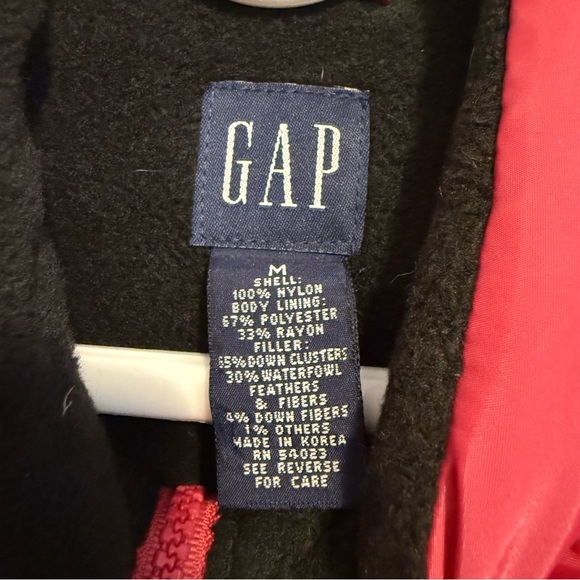 GAP
M
SHELL:
100% NYLON
BODY LINING:
67% POLYESTER
33% RAYON
FILLER:
65% DOWN CLUSTERS
30% WATERFOWL
FEATHERS
& FIBERS
4% DOWN FIBERS
1% OTHERS
MADE IN KOREA
RN 54023
SEE REVERSE
FOR CARE